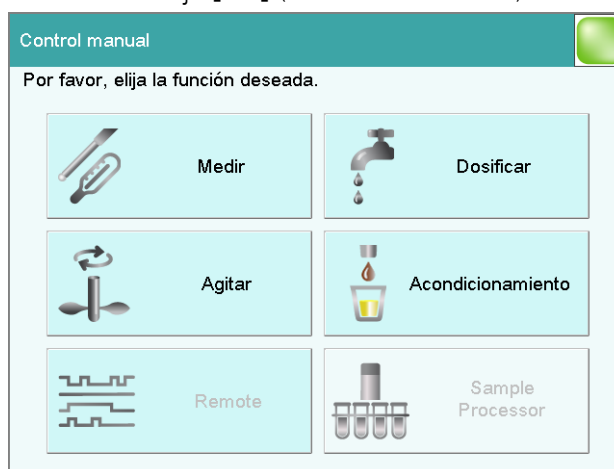 Control manual
Por favor, elija la función deseada.
Medir
Dosificar
Agitar
Acondicionamiento
Remote
Sample
Processor